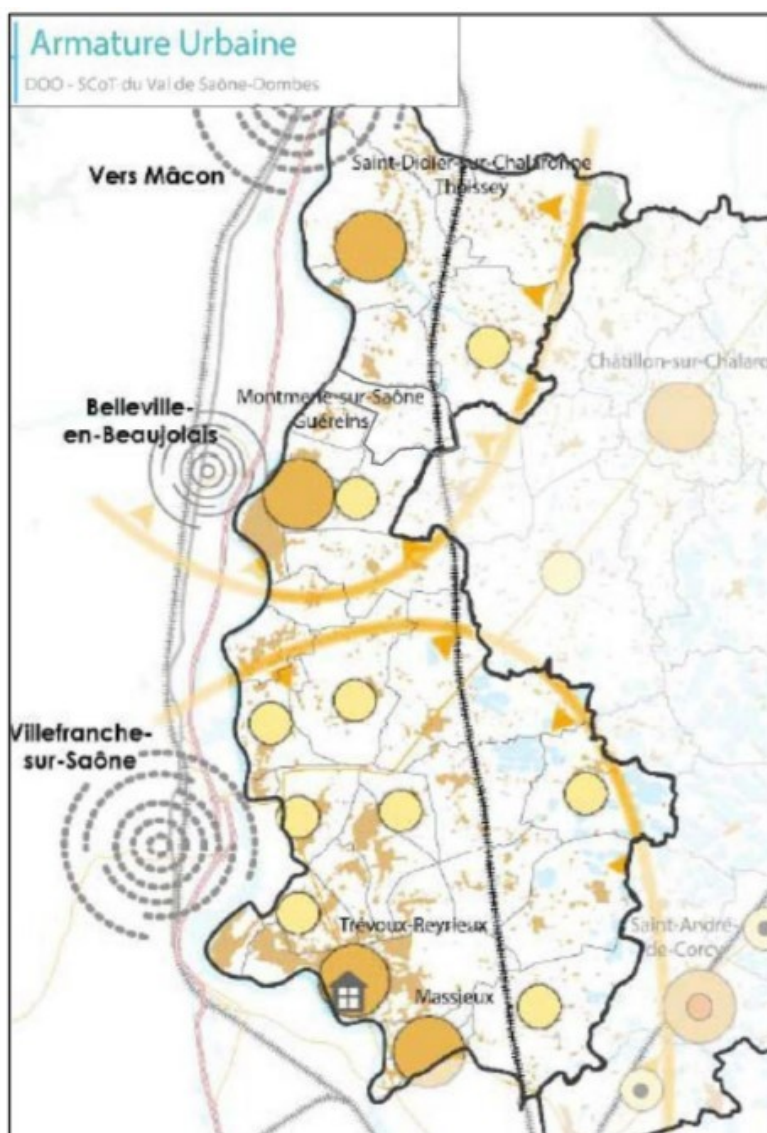 Armature Urbaine
DOO - SCoT du Val de Saône-Dombes
Vers Mâcon
Saint-Didier-sur-Chalaronne
Thoissey
Châtillon-sur-Chalaro
Montmerle-sur-Saône
Guéreins
Belleville-
en-Beaujolais
Villefranche-
sur-Saône
Trévoux-Reyrieux
Saint-André-
de-Corcy
Massieux